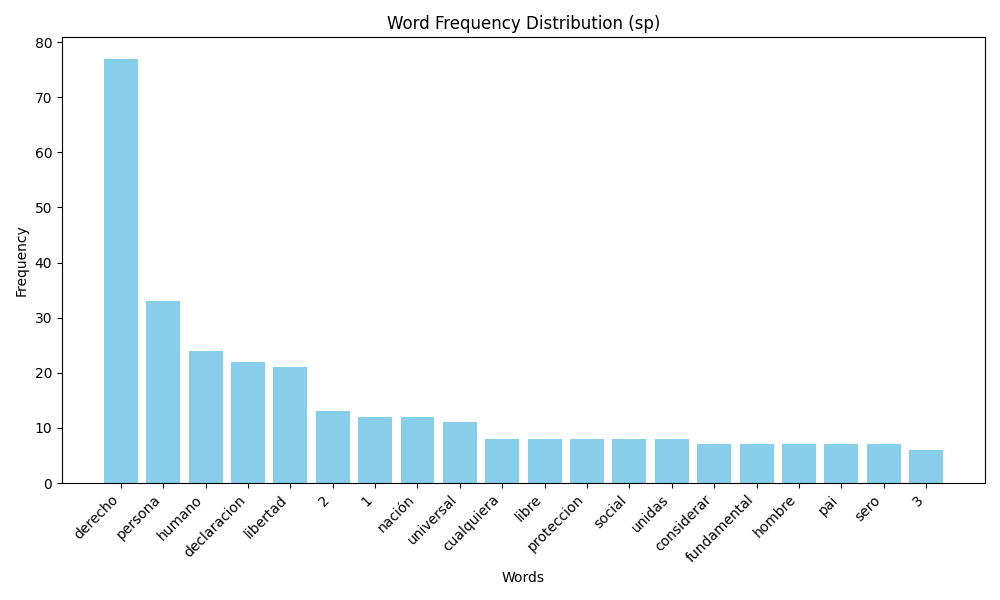 Word Frequency Distribution (sp)
80
70
60
50
40
30
20
10
0
Frequency
derecho
persona
humano
declaracion
libertad
2
1
nación
universal
cualquiera
libre
proteccion
social
unidas
considerar
fundamental
hombre
pai
sero
3
Words